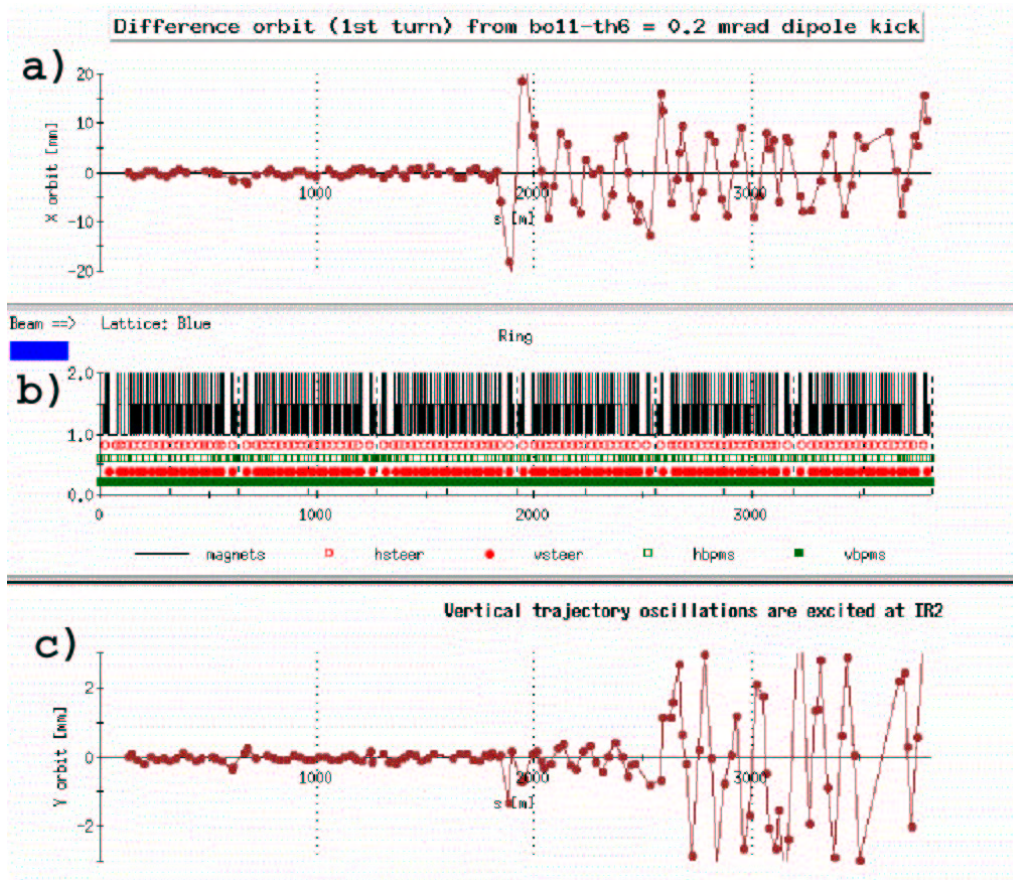 Difference orbit (1st turn) from bo11-th6 = 0.2 mrad dipole kick
a)
20
10
0
-10
-20
X orbit [mm]
1000
2000
3000
s [m]
Beam ==>
Lattice: Blue
Ring
b)
2.0
1.0
0.0
0
1000
2000
3000
magnets
hsteer
vsteer
hbpms
vbpms
Vertical trajectory oscillations are excited at IR2
c)
2
0
-2
Y orbit [mm]
1000
2000
3000
s [m]